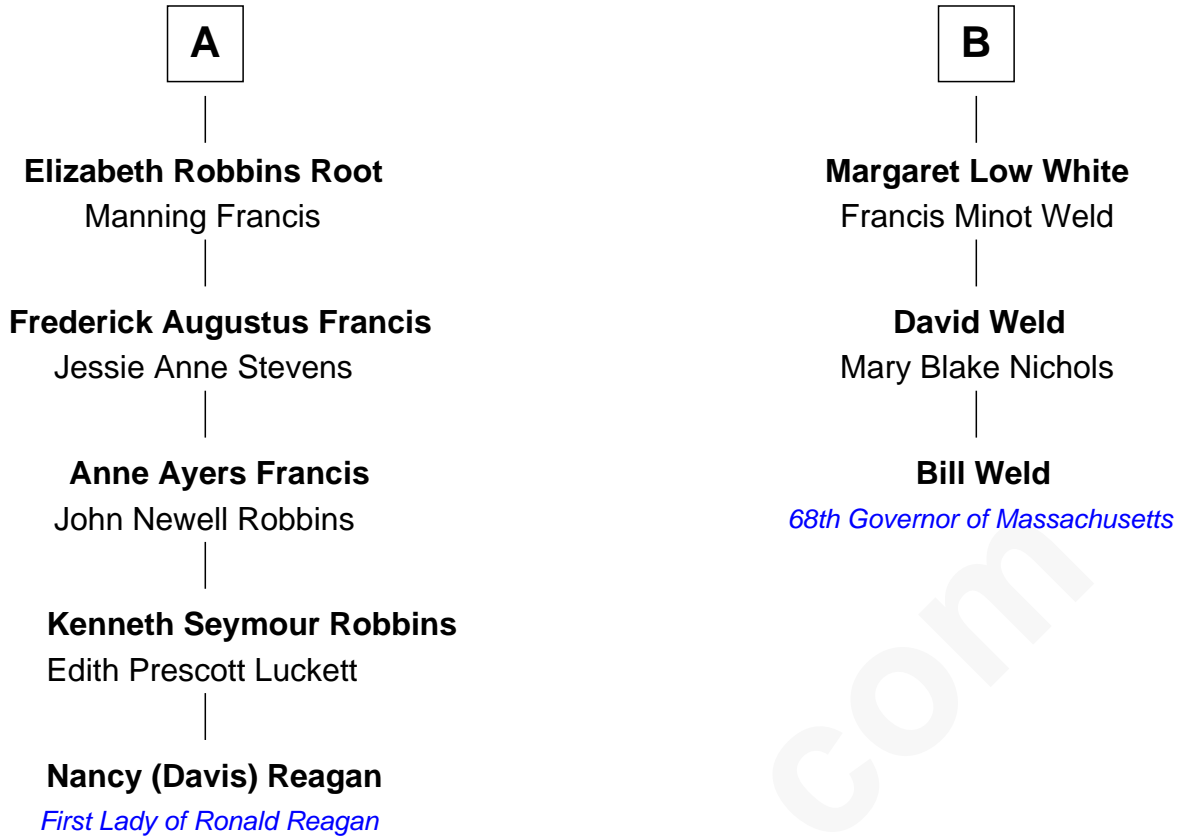 A
Elizabeth Robbins Root
Manning Francis
Frederick Augustus Francis
Jessie Anne Stevens
Anne Ayers Francis
John Newell Robbins
Kenneth Seymour Robbins
Edith Prescott Luckett
Nancy (Davis) Reagan
First Lady of Ronald Reagan
B
Margaret Low White
Francis Minot Weld
David Weld
Mary Blake Nichols
Bill Weld
68th Governor of Massachusetts
com